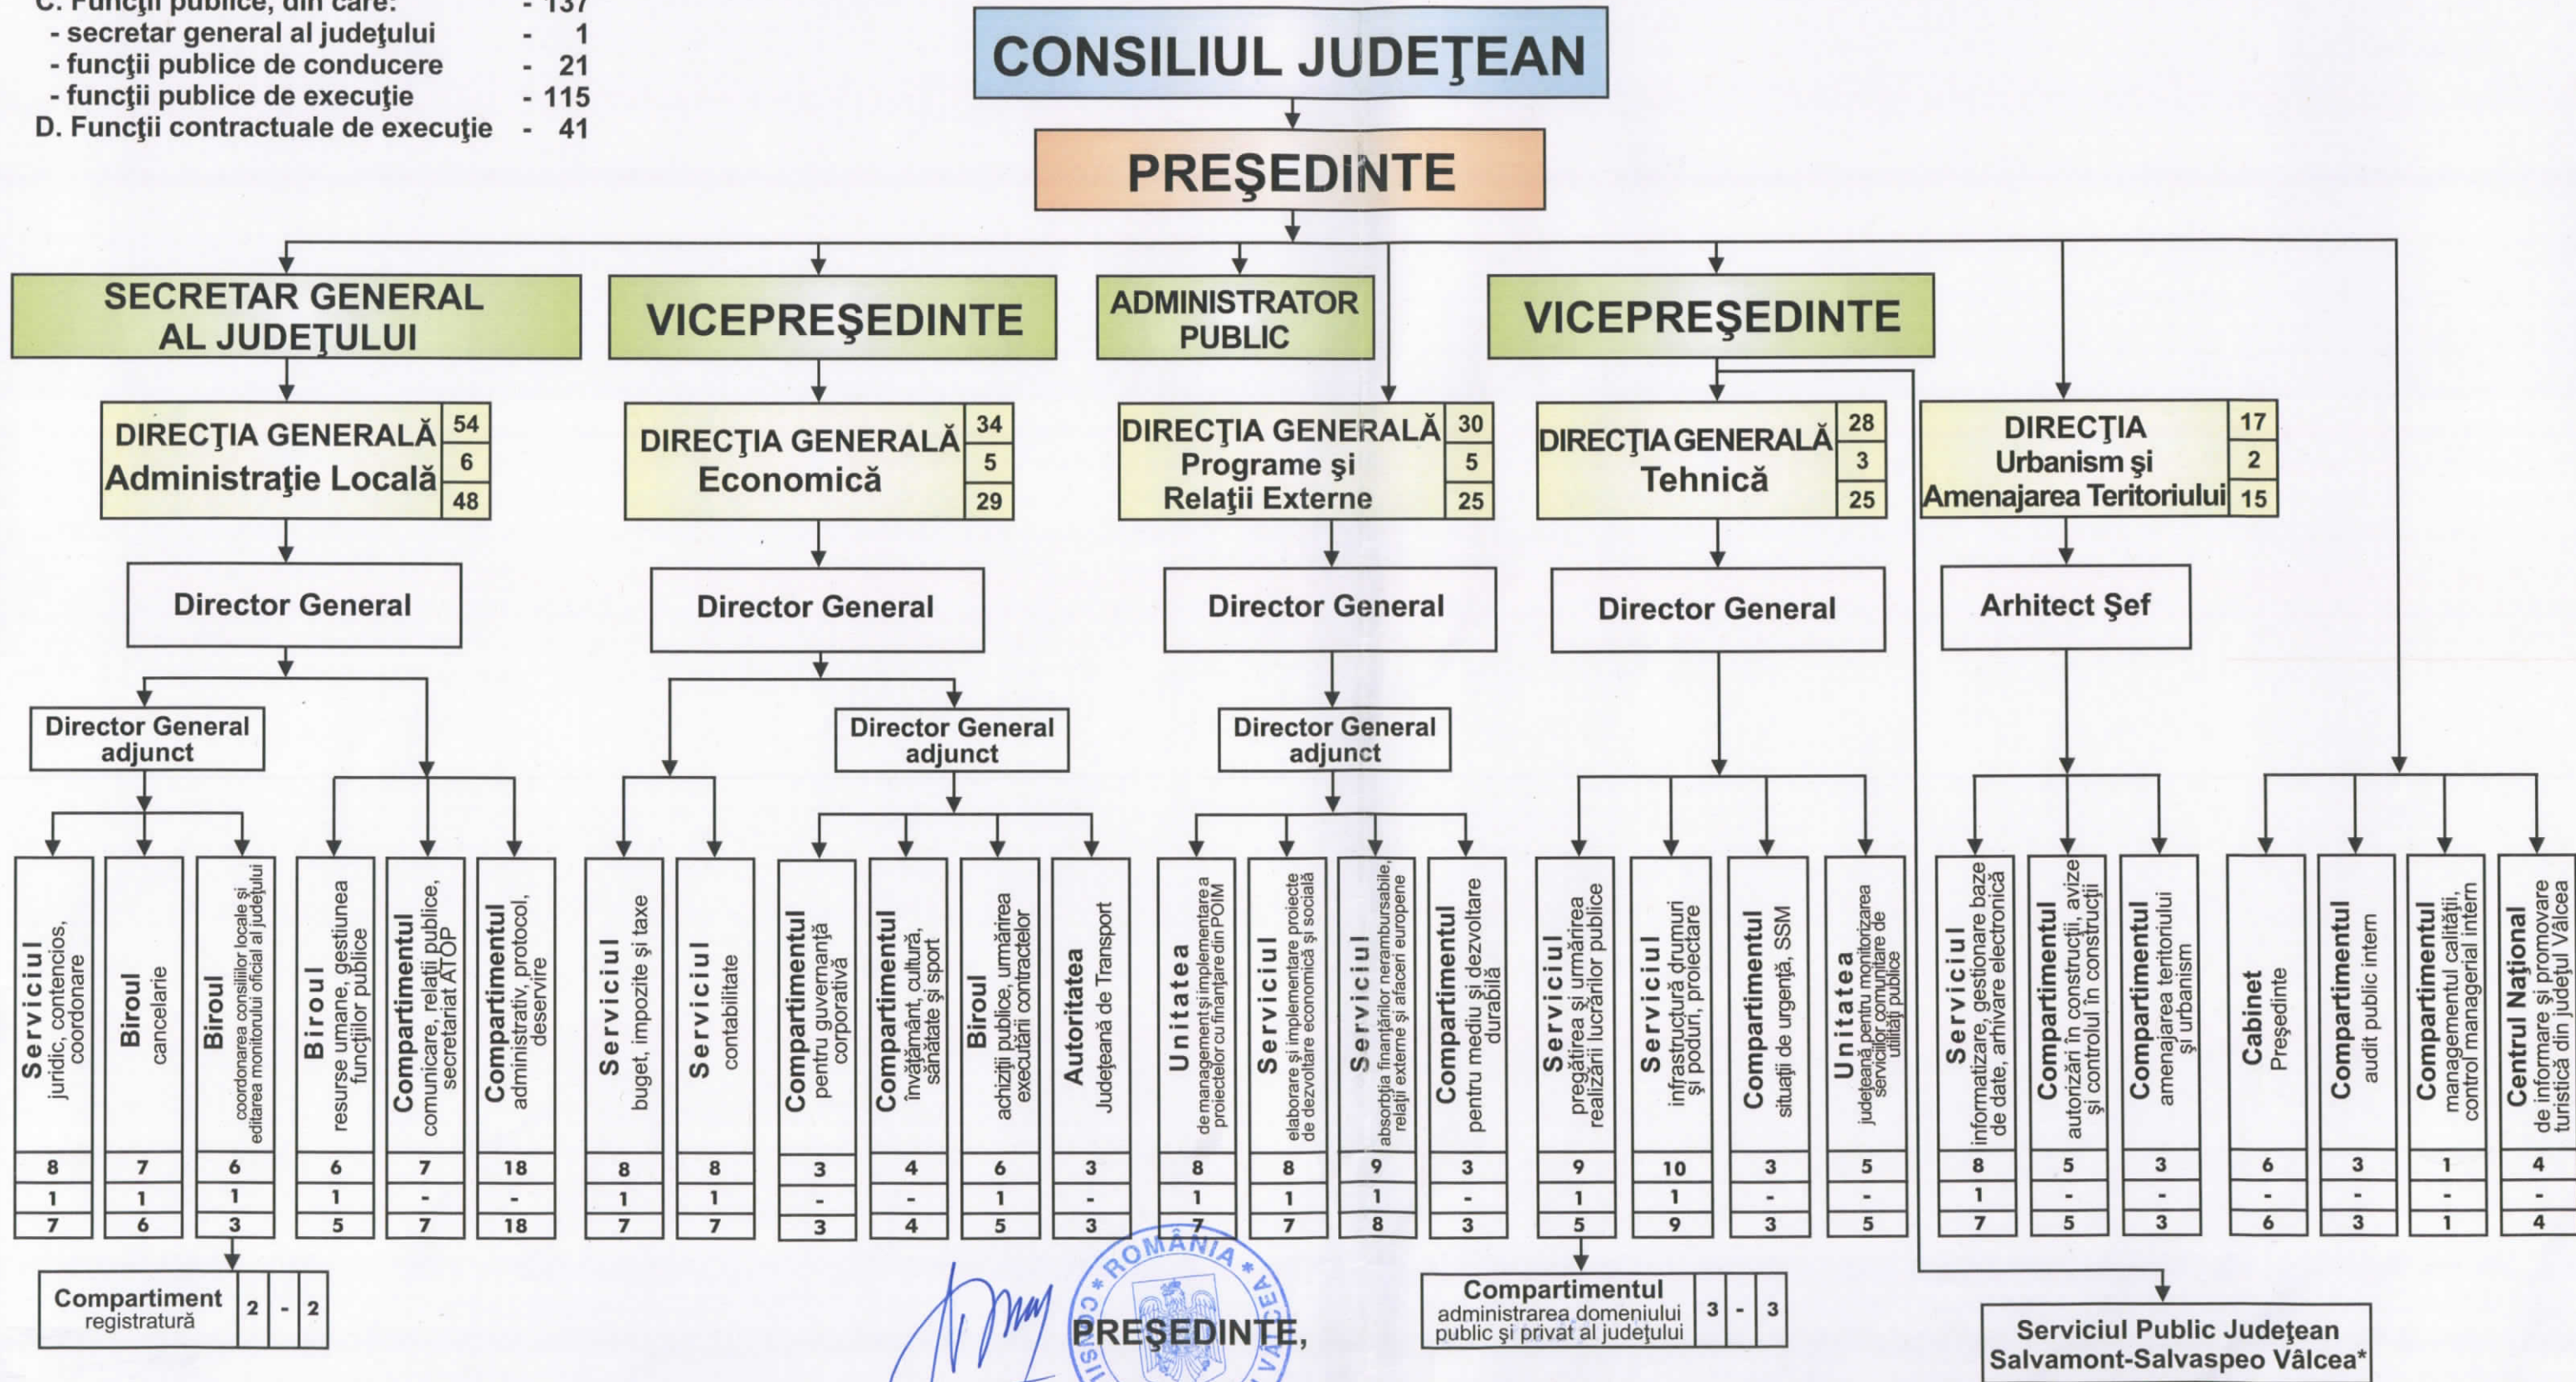 C. Funcţii publice, din care: - 137
- secretar general al judeţului - 1
- funcţii publice de conducere - 21
- funcţii publice de execuţie - 115
D. Funcţii contractuale de execuţie - 41
CONSILIUL JUDEŢEAN
PREŞEDINTE
SECRETAR GENERAL
AL JUDEŢULUI
VICEPREŞEDINTE
ADMINISTRATOR
PUBLIC
VICEPREŞEDINTE
DIRECŢIA GENERALĂ
Administraţie Locală
54
6
48
DIRECŢIA GENERALĂ
Economică
34
5
29
DIRECŢIA GENERALĂ
Programe şi
Relaţii Externe
30
5
25
DIRECŢIA GENERALĂ
Tehnică
28
3
25
DIRECŢIA
Urbanism şi
Amenajarea Teritoriului
17
2
15
Director General
Director General
Director General
Director General
Arhitect Şef
Director General
adjunct
Director General
adjunct
Director General
adjunct
Serviciul
juridic, contencios,
coordonare
8
1
7
Biroul
cancelarie
7
1
6
Biroul
coordonarea consiliilor locale şi
editarea monitorului oficial al judeţului
6
1
3
Biroul
resurse umane, gestiunea
funcţiilor publice
6
1
5
Compartimentul
comunicare, relaţii publice,
secretariat ATOP
7
-
7
Compartimentul
administrativ, protocol,
deservire
18
-
18
Serviciul
buget, impozite şi taxe
8
1
7
Serviciul
contabilitate
8
1
7
Compartimentul
pentru guvernanţă
corporativă
3
-
3
Compartimentul
învăţământ, cultură,
sănătate şi sport
4
-
4
Biroul
achiziţii publice, urmărirea
executării contractelor
6
1
5
Autoritatea
Judeţeană de Transport
3
-
3
Unitatea
de management şi implementare a
proiectelor cu finanţare din POIM
8
1
7
Serviciul
elaborare şi implementare proiecte
de dezvoltare economică şi socială
8
1
7
Serviciul
absorbţia finanţărilor nerambursabile,
relaţii externe şi afaceri europene
9
1
8
Compartimentul
pentru mediu şi dezvoltare
durabilă
3
-
3
Serviciul
pregătirea şi urmărirea
realizării lucrărilor publice
9
1
5
Serviciul
infrastructură drumuri
şi poduri, proiectare
10
1
9
Compartimentul
situaţii de urgenţă, SSM
3
-
3
Unitatea
judeţeană pentru monitorizarea
serviciilor comunitare de
utilităţi publice
5
-
5
Serviciul
informatizare, gestionare baze
de date, arhivare electronică
8
1
7
Compartimentul
autorizări în construcţii, avize
şi controlul în construcţii
5
-
5
Compartimentul
amenajarea teritoriului
şi urbanism
3
-
3
Cabinet
Preşedinte
6
-
6
Compartimentul
audit public intern
3
-
3
Compartimentul
managementul calităţii,
control managerial intern
1
-
1
Centrul Naţional
de informare şi promovare
turistică din judeţul Vâlcea
4
-
4
Compartiment
registratură
2 - 2
Compartimentul
administrarea domeniului
public şi privat al judeţului
3 - 3
Serviciul Public Judeţean
Salvamont-Salvaspeo Vâlcea*
PREŞEDINTE,
* ROMÂNIA *
VÂLCEA